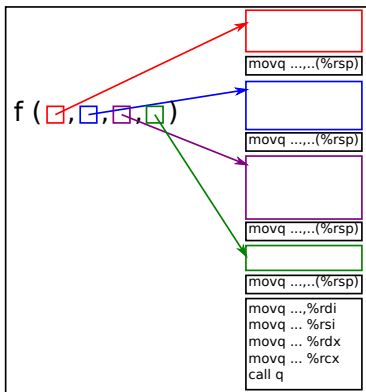 f ( , , , )
movq ...,..(%rsp)
movq ...,..(%rsp)
movq ...,..(%rsp)
movq ...,..(%rsp)
movq ...,%rdi
movq ... %rsi
movq ... %rdx
movq ... %rcx
call q